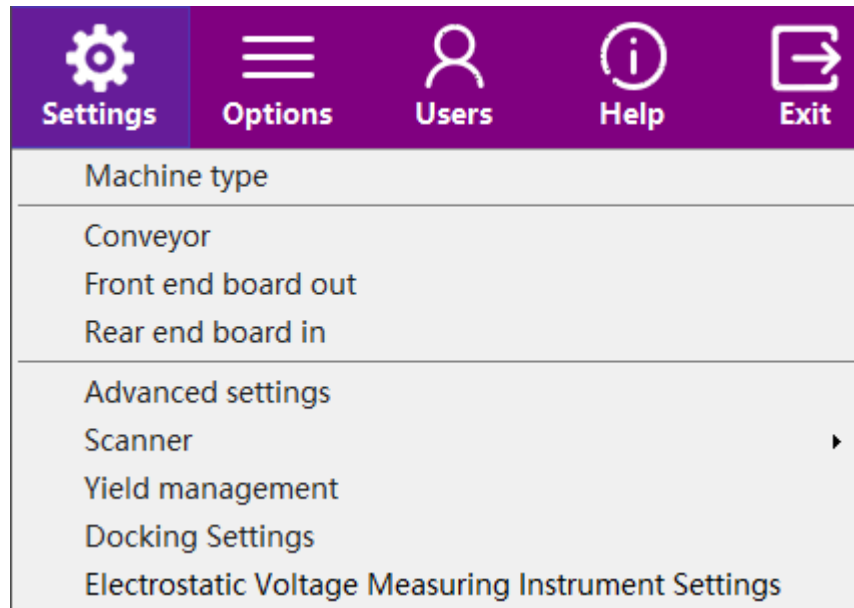 Settings Options Users Help Exit
Machine type
Conveyor
Front end board out
Rear end board in
Advanced settings
Scanner
Yield management
Docking Settings
Electrostatic Voltage Measuring Instrument Settings